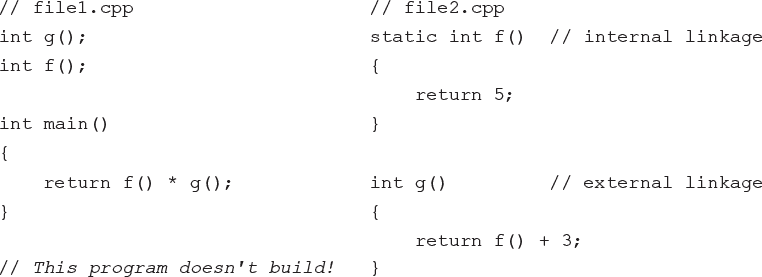 // file1.cpp
int g();
int f();
int main()
{
    return f() * g();
}
// This program doesn't build!
// file2.cpp
static int f()  // internal linkage
{
    return 5;
}
int g()         // external linkage
{
    return f() + 3;
}